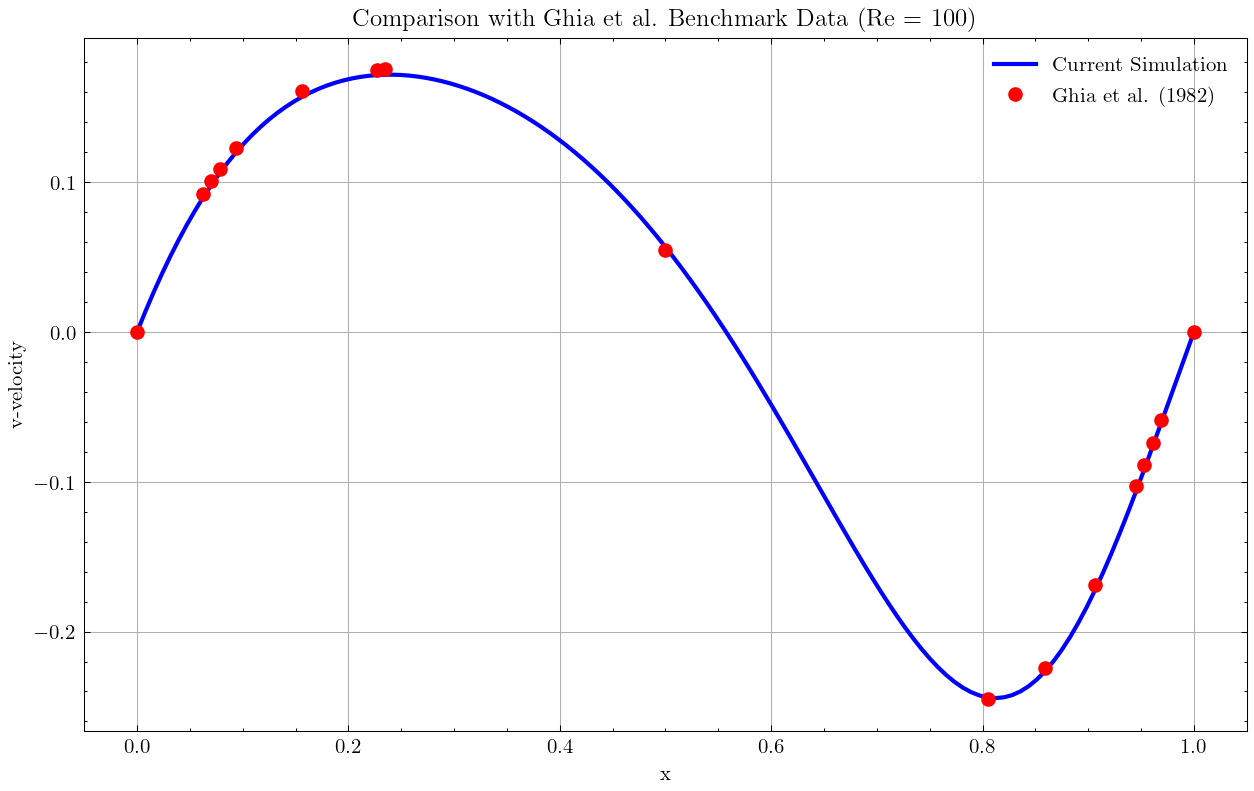 Comparison with Ghia et al. Benchmark Data (Re = 100)
Current Simulation
Ghia et al. (1982)
v-velocity
0.1
0.0
−0.1
−0.2
0.0 0.2 0.4 0.6 0.8 1.0
x